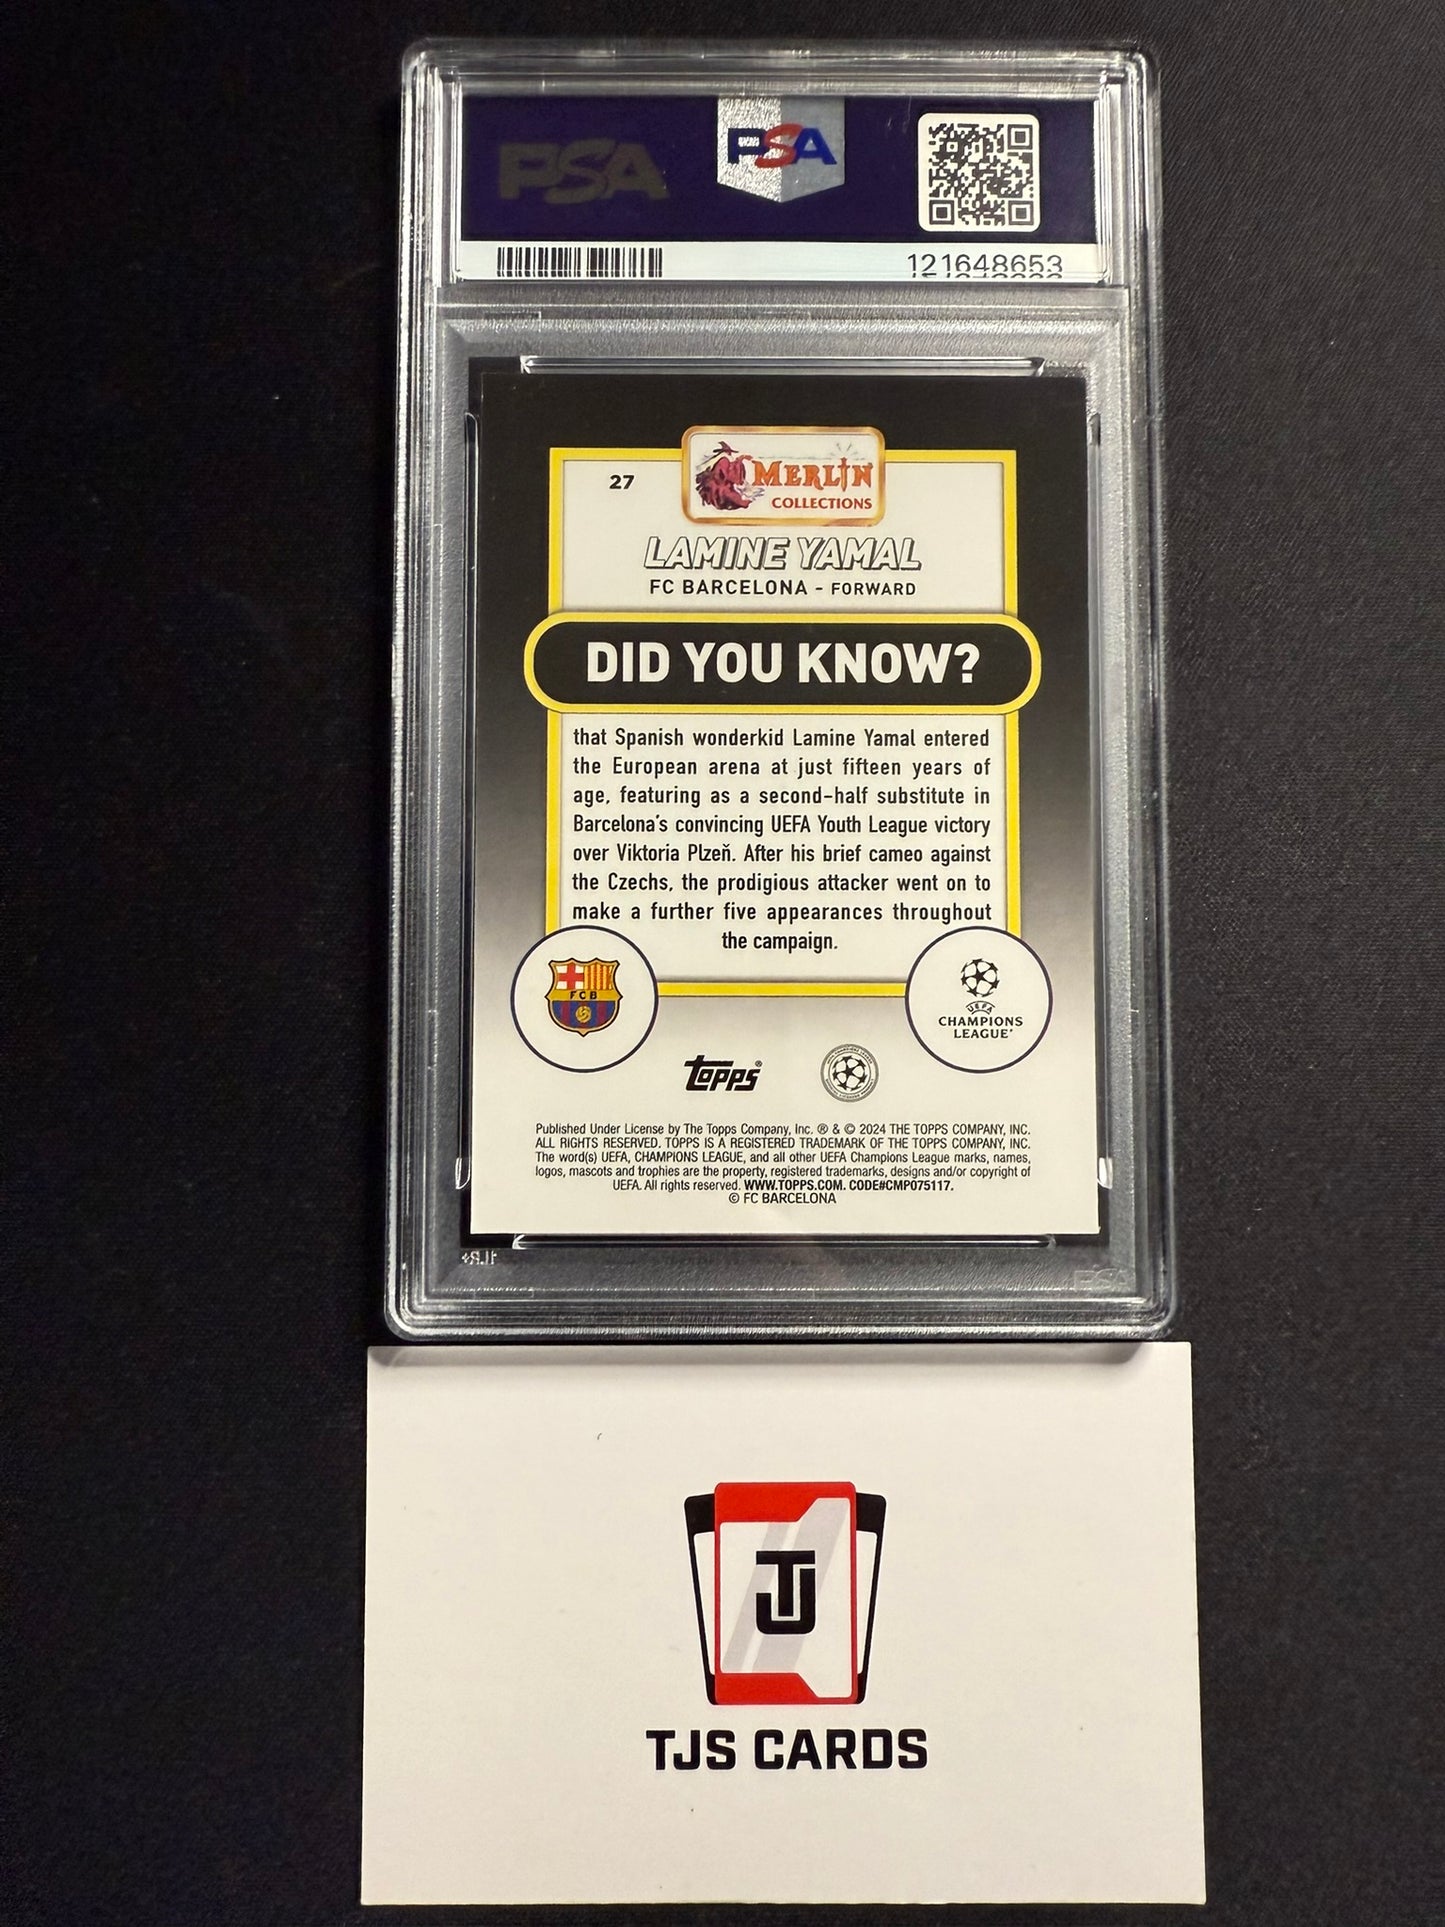 PSA
PSA
121648653
27
MERLIN
COLLECTIONS
LAMINE YAMAL
FC BARCELONA - FORWARD
DID YOU KNOW?
that Spanish wonderkid Lamine Yamal entered
the European arena at just fifteen years of
age, featuring as a second-half substitute in
Barcelona's convincing UEFA Youth League victory
over Viktoria Plzeň. After his brief cameo against
the Czechs, the prodigious attacker went on to
make a further five appearances throughout
the campaign.
FCB
UEFA
CHAMPIONS
LEAGUE
Topps®
Published Under License by The Topps Company, Inc. ® & © 2024 THE TOPPS COMPANY, INC.
ALL RIGHTS RESERVED. TOPPS IS A REGISTERED TRADEMARK OF THE TOPPS COMPANY, INC.
The word(s) UEFA, CHAMPIONS LEAGUE, and all other UEFA Champions League marks, names,
logos, mascots and trophies are the property, registered trademarks, designs and/or copyright of
UEFA. All rights reserved. WWW.TOPPS.COM. CODE#CMP075117.
© FC BARCELONA
PSA
TJ
TJS CARDS